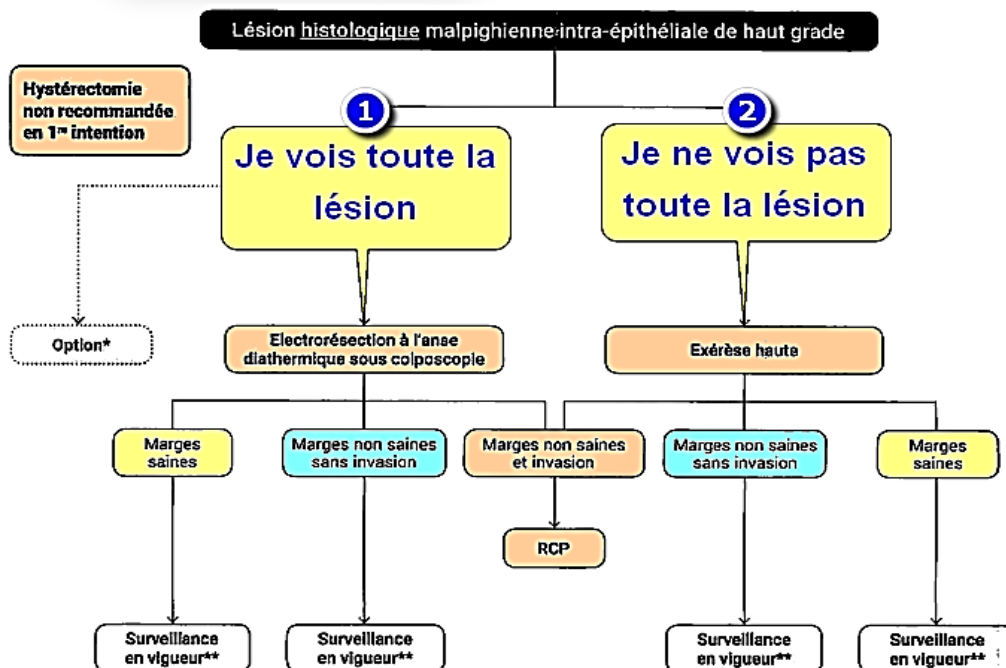 Lésion histologique malpighienne intra-épithéliale de haut grade
Hystérectomie
non recommandée
en 1re intention
1
Je vois toute la
lésion
2
Je ne vois pas
toute la lésion
Option*
Electrorésection à l'anse
diathermique sous colposcopie
Exérèse haute
Marges
saines
Marges non saines
sans invasion
Marges non saines
et invasion
Marges non saines
sans invasion
Marges
saines
RCP
Surveillance
en vigueur**
Surveillance
en vigueur**
Surveillance
en vigueur**
Surveillance
en vigueur**